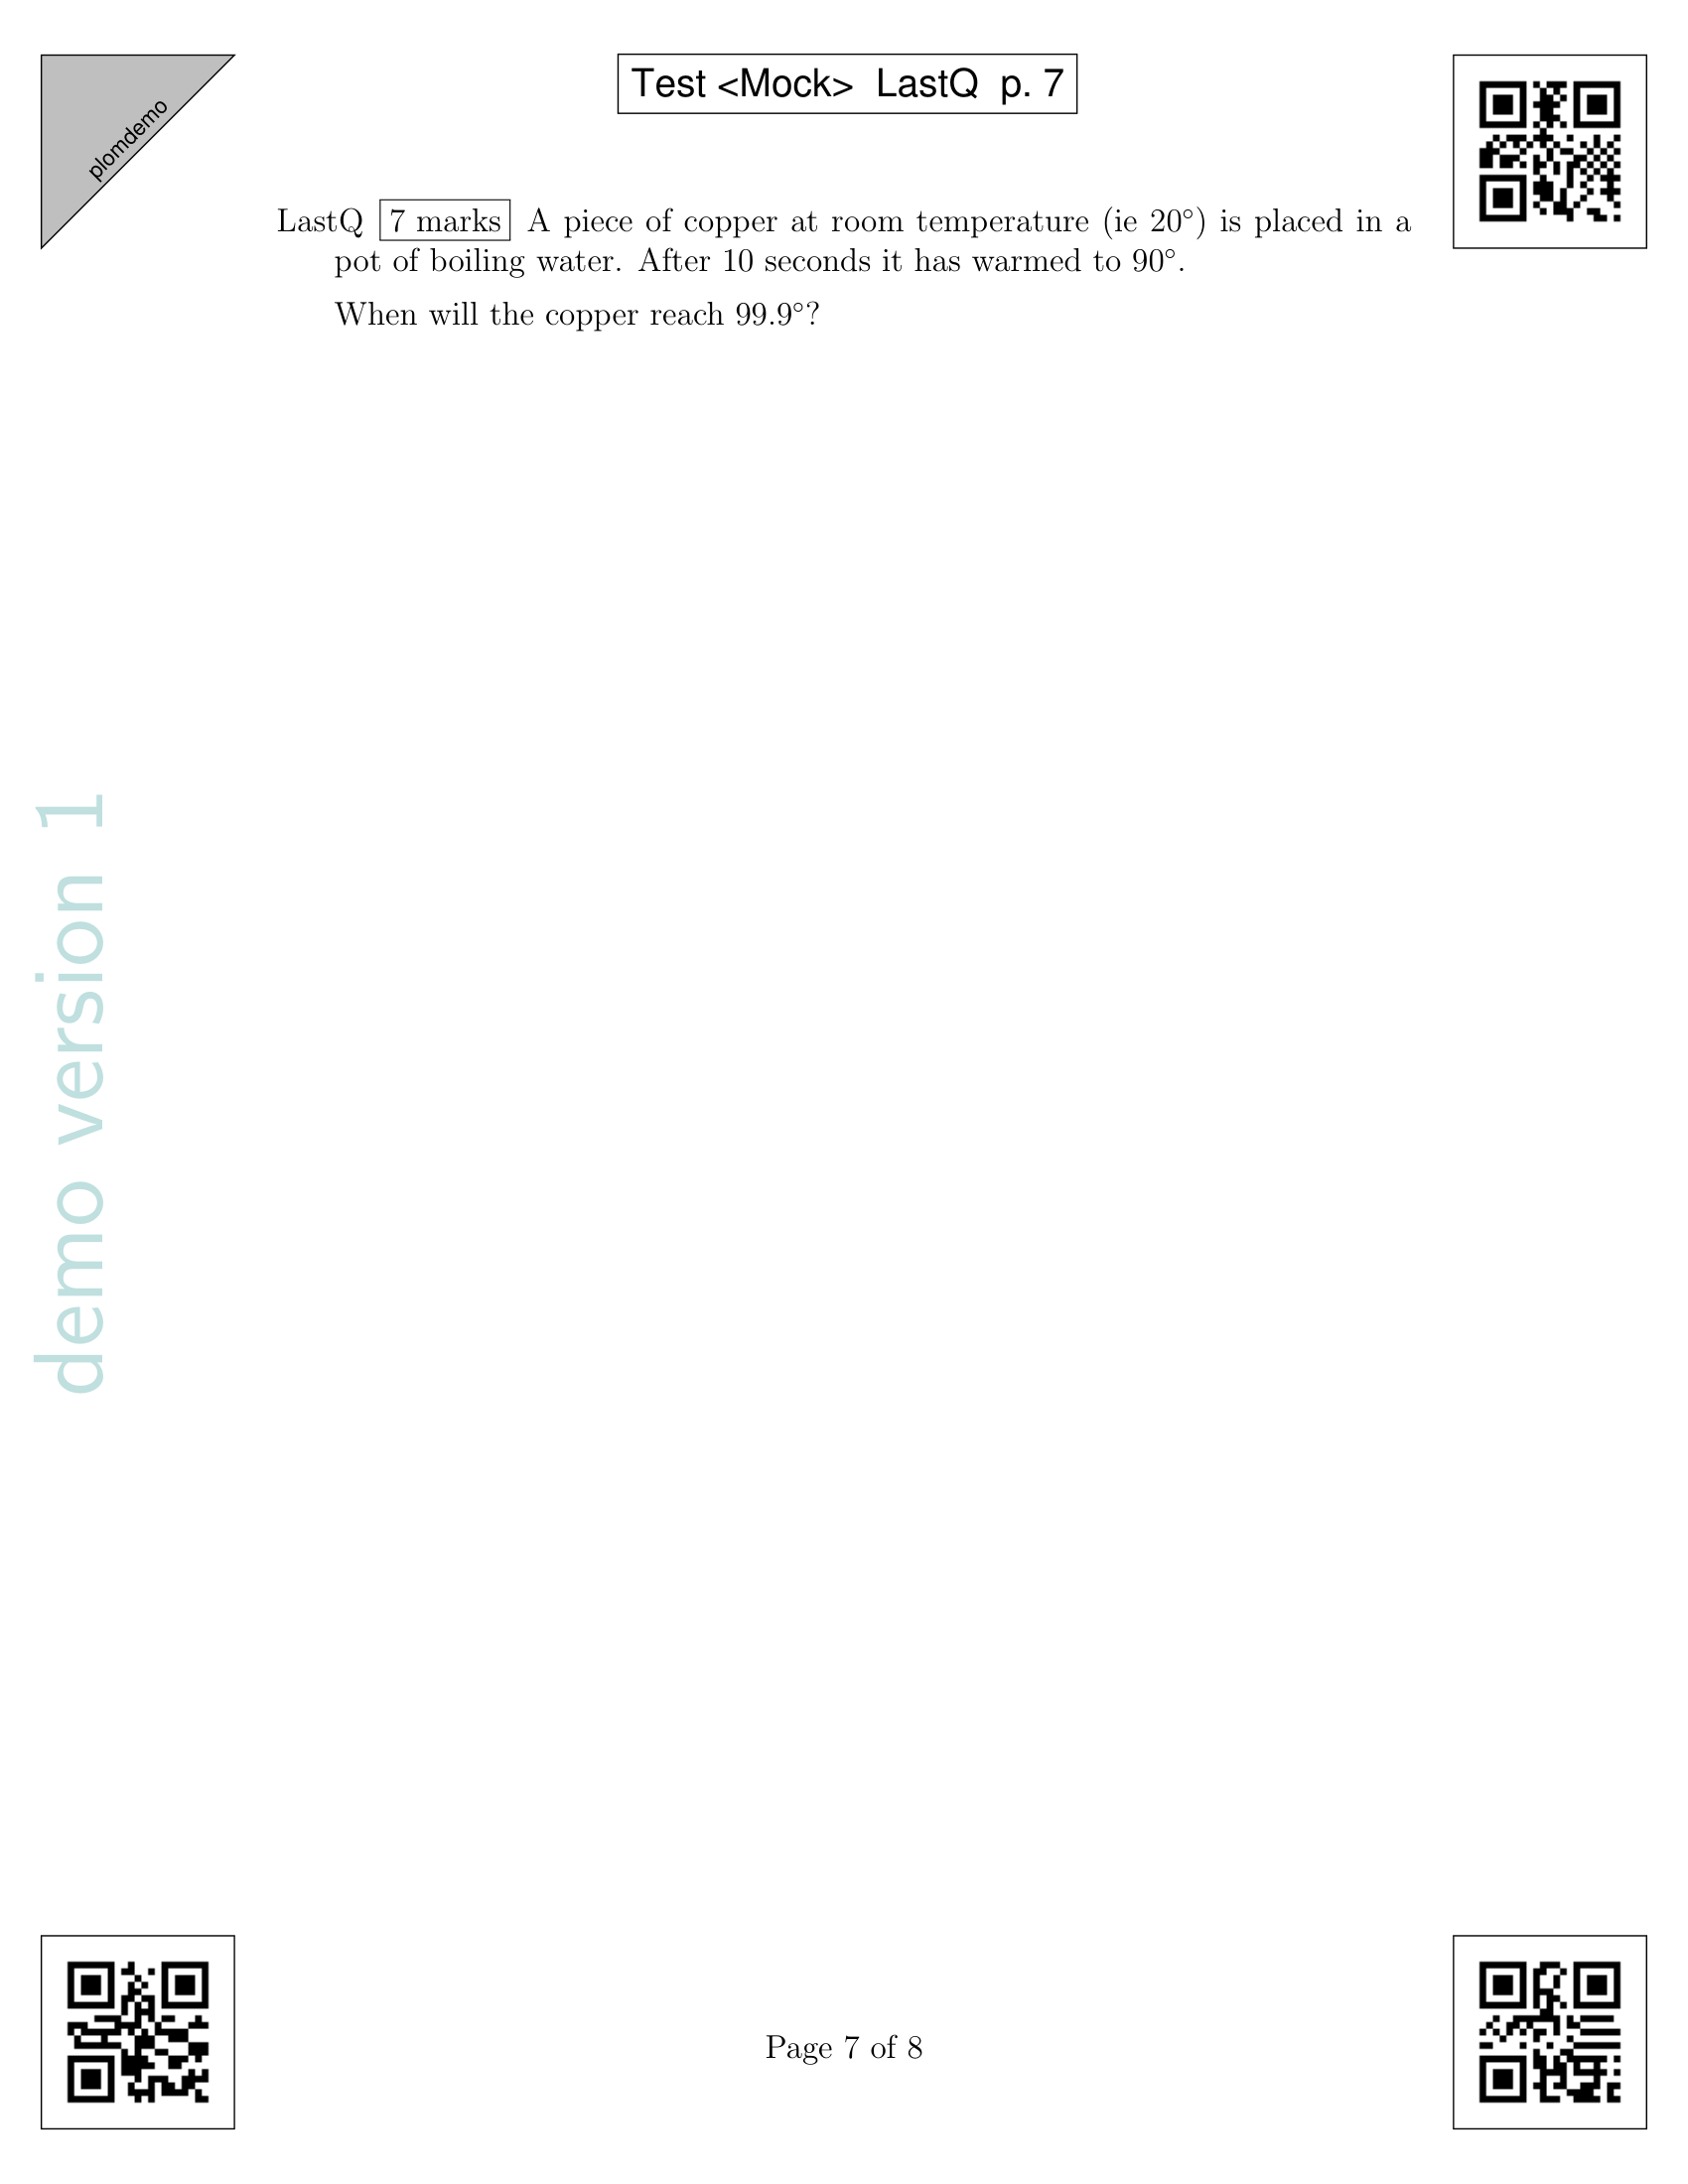 plomdemo
Test <Mock> LastQ p. 7
LastQ 7 marks A piece of copper at room temperature (ie 20°) is placed in a
pot of boiling water. After 10 seconds it has warmed to 90°.
When will the copper reach 99.9°?
demo version 1
Page 7 of 8